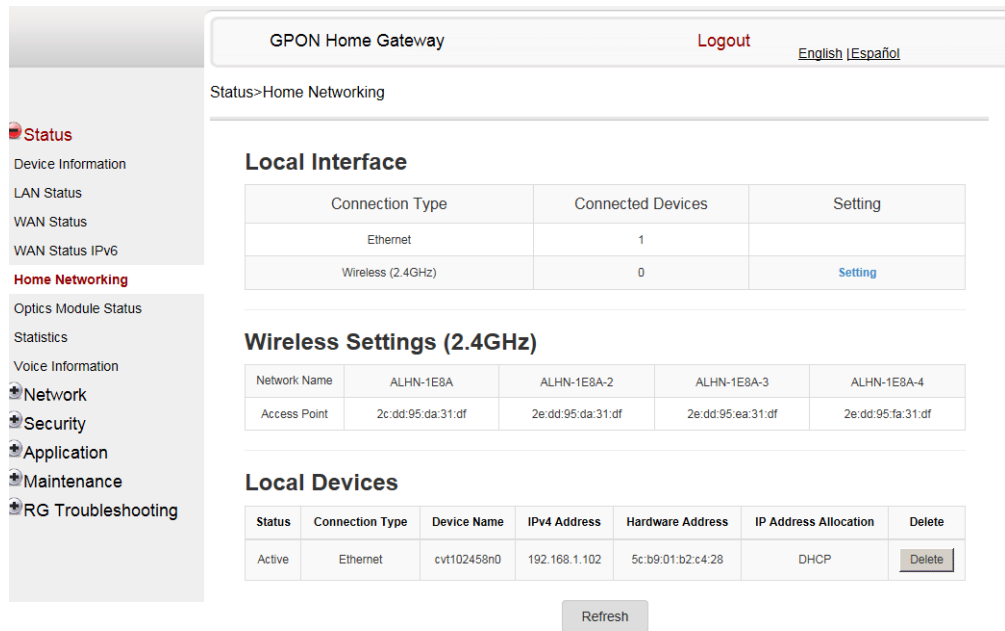 GPON Home Gateway Logout English |Español
Status>Home Networking
Status
Device Information
LAN Status
WAN Status
WAN Status IPv6
Home Networking
Optics Module Status
Statistics
Voice Information
Network
Security
Application
Maintenance
RG Troubleshooting
Local Interface
Connection Type Connected Devices Setting
Ethernet 1
Wireless (2.4GHz) 0 Setting
Wireless Settings (2.4GHz)
Network Name ALHN-1E8A ALHN-1E8A-2 ALHN-1E8A-3 ALHN-1E8A-4
Access Point 2c:dd:95:da:31:df 2e:dd:95:da:31:df 2e:dd:95:ea:31:df 2e:dd:95:fa:31:df
Local Devices
Status Connection Type Device Name IPv4 Address Hardware Address IP Address Allocation Delete
Active Ethernet cvt102458n0 192.168.1.102 5c:b9:01:b2:c4:28 DHCP Delete
Refresh